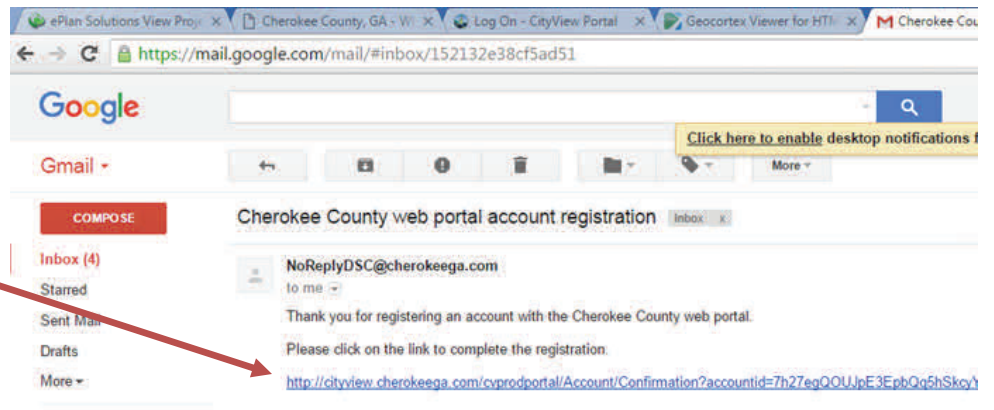 ePlan Solutions View Proje × Cherokee County, GA - W × Log On - CityView Portal × Geocortex Viewer for HTM × Cherokee Cou
https://mail.google.com/mail/#inbox/152132e38cf5ad51
Google
Click here to enable desktop notifications f
Gmail
More
COMPOSE
Cherokee County web portal account registration Inbox x
Inbox (4)
NoReplyDSC@cherokeega.com
Starred
to me
Sent Mail
Thank you for registering an account with the Cherokee County web portal.
Drafts
Please click on the link to complete the registration.
More
http://cityview.cherokeega.com/cvprodportal/Account/Confirmation?accountid=7h27egQOUJpE3EpbQq5hSkcyY